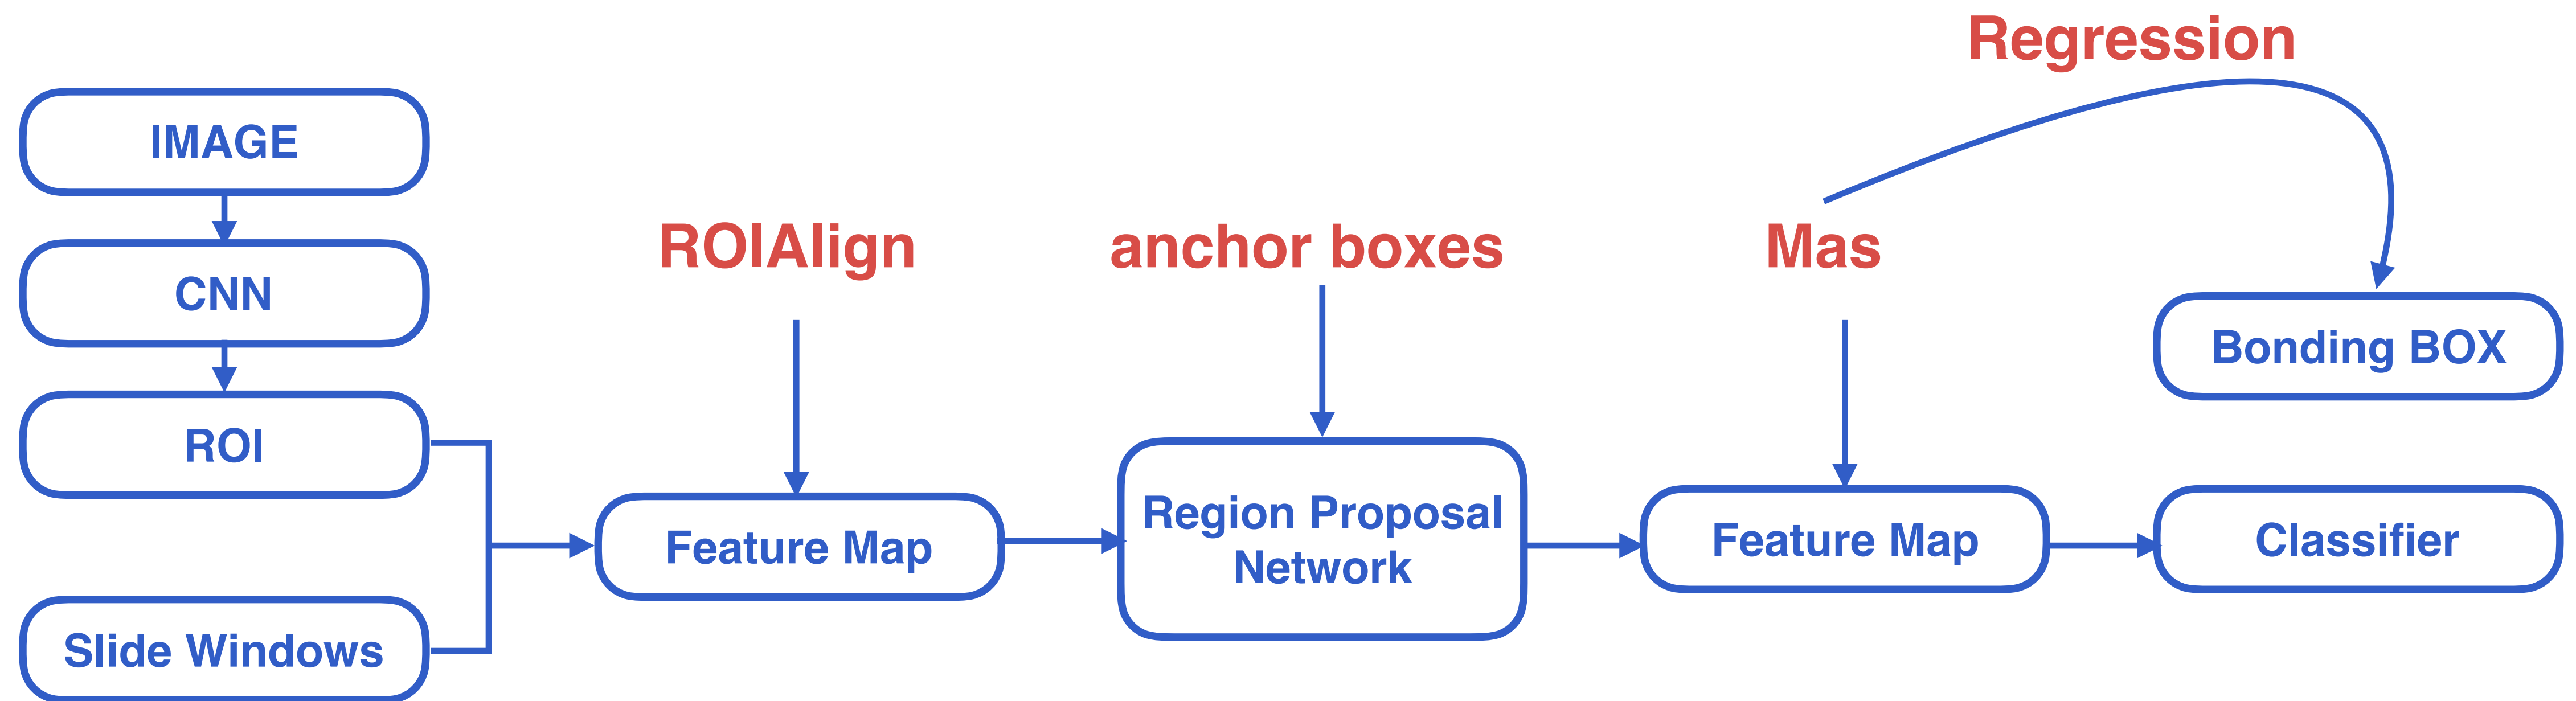 Regression
IMAGE
CNN
ROI
Slide Windows
ROIAlign
Feature Map
anchor boxes
Region Proposal
Network
Mas
Feature Map
Bonding BOX
Classifier